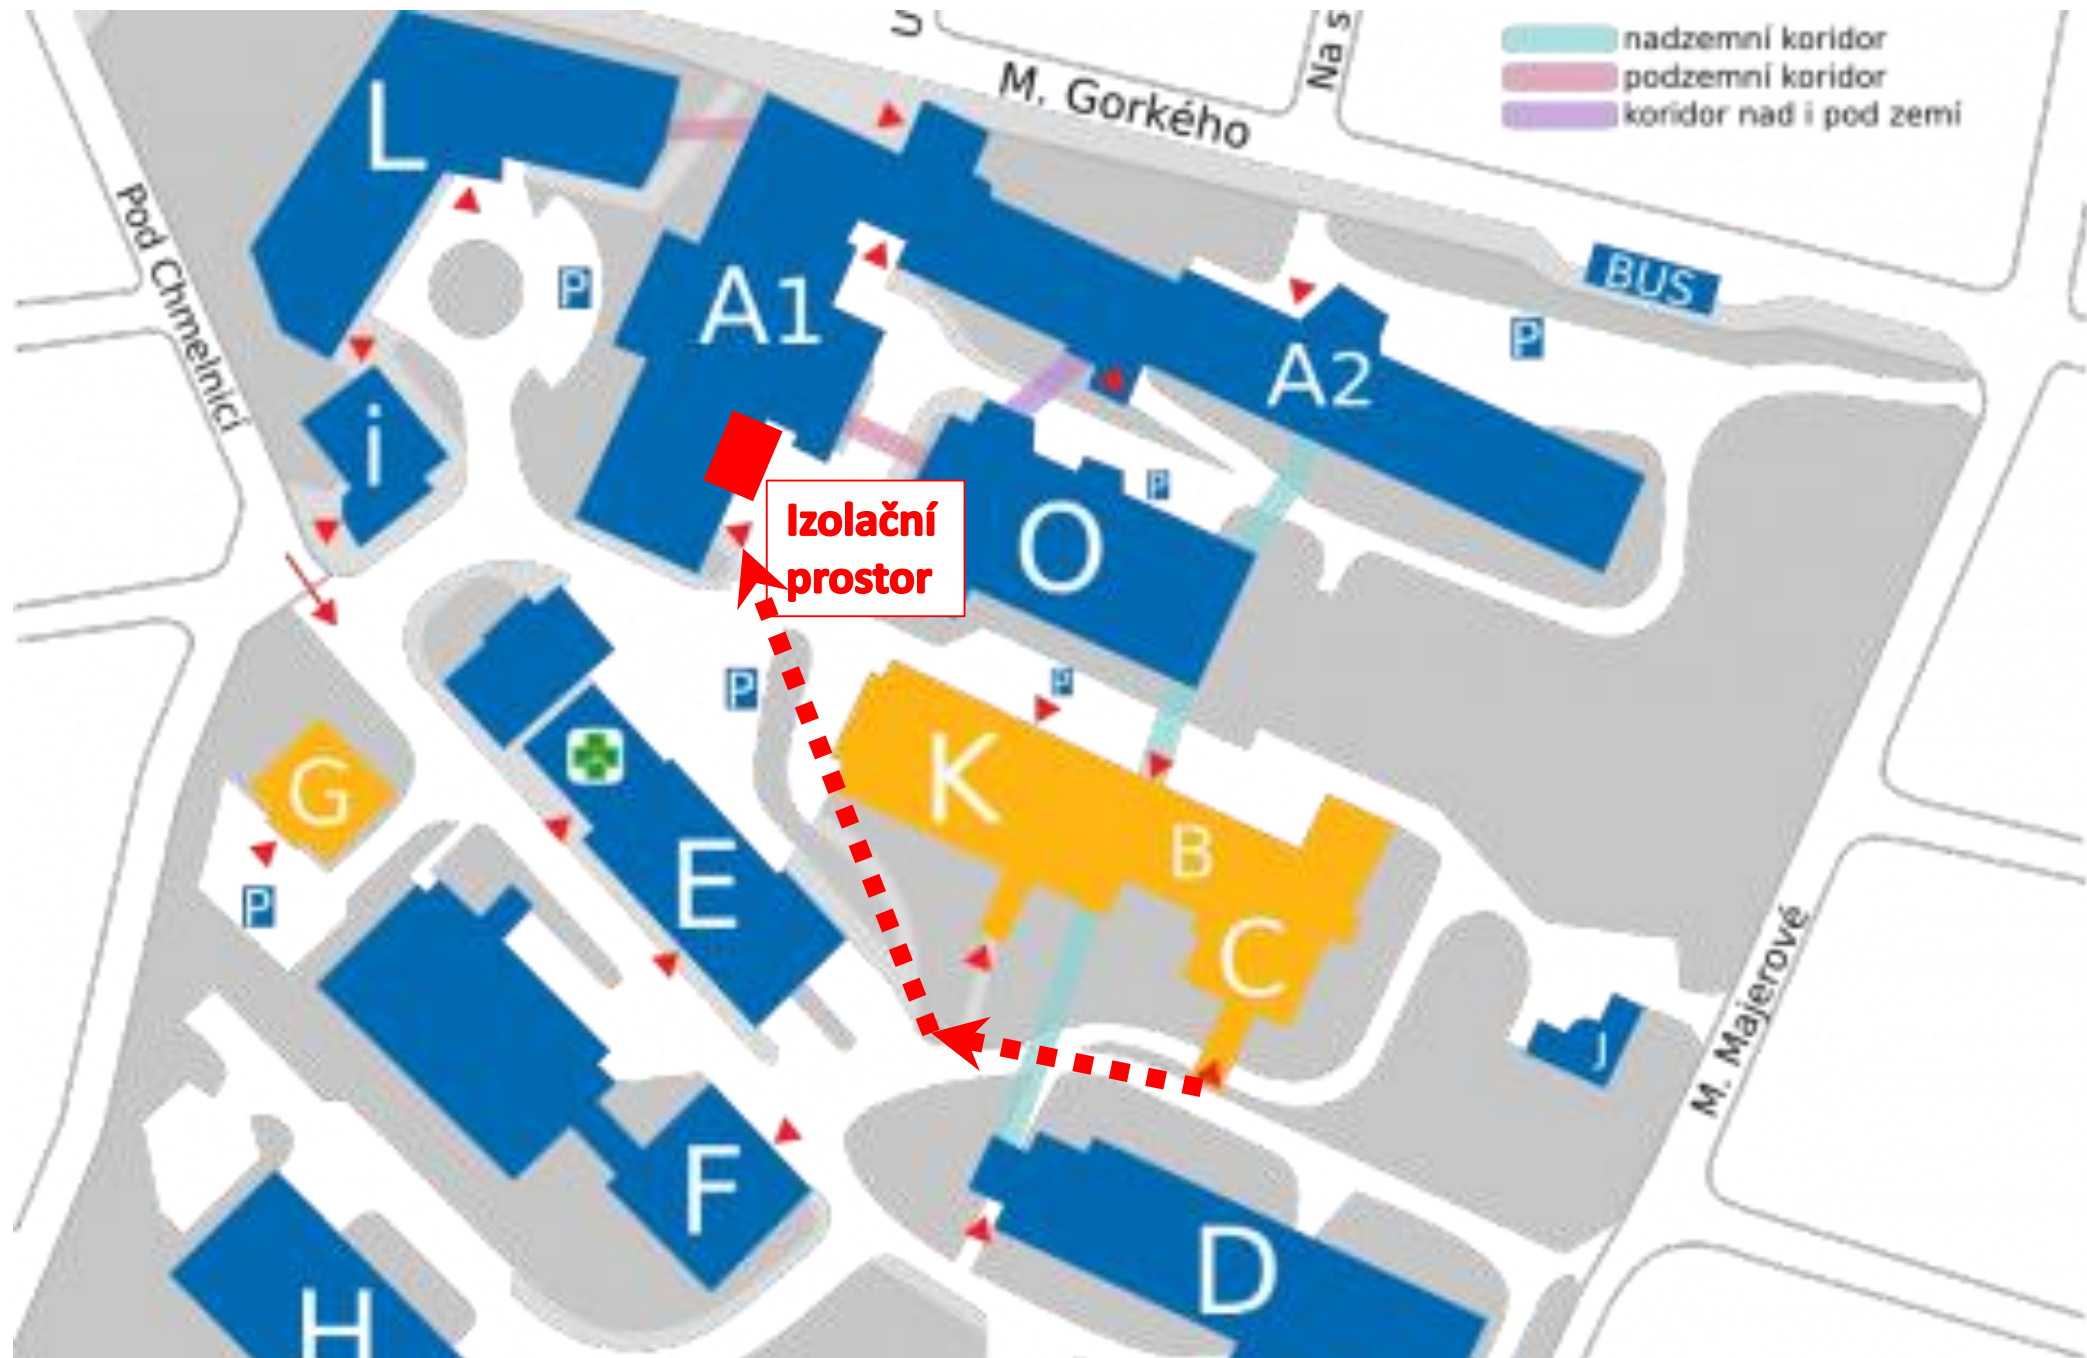 S
M. Gorkého
Na s
nadzemní koridor
podzemní koridor
koridor nad i pod zemí
L
Pod Chmelnicí
P
A1
BUS
P
A2
i
P
Izolační
prostor
O
P
P
K
G
B
E
C
P
J
M. Majerové
F
D
H